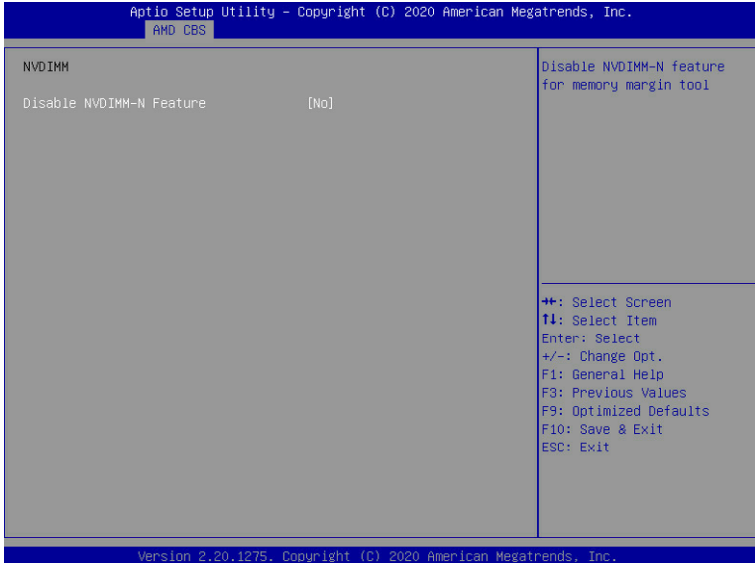 Aptio Setup Utility – Copyright (C) 2020 American Megatrends, Inc.
AMD CBS
NVDIMM
Disable NVDIMM-N Feature [No]
Disable NVDIMM-N feature
for memory margin tool
→←: Select Screen
↑↓: Select Item
Enter: Select
+/-: Change Opt.
F1: General Help
F3: Previous Values
F9: Optimized Defaults
F10: Save & Exit
ESC: Exit
Version 2.20.1275. Copyright (C) 2020 American Megatrends, Inc.